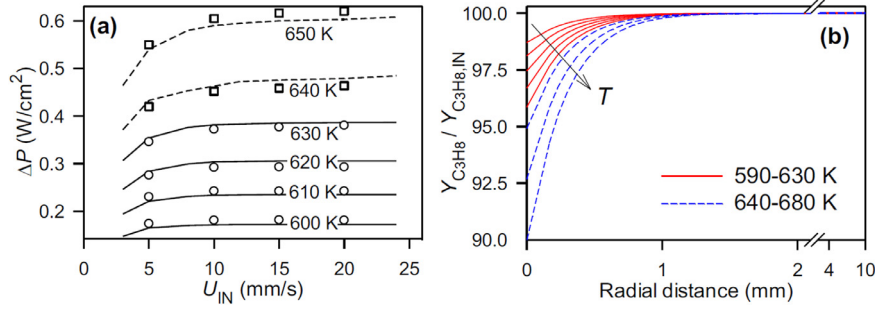 (a)
ΔP (W/cm²)
0.6
0.5
0.4
0.3
0.2
650 K
640 K
630 K
620 K
610 K
600 K
0 5 10 15 20 25
U_IN (mm/s)
(b)
Y_C3H8 / Y_C3H8,IN
100.0
97.5
95.0
92.5
90.0
T
590-630 K
640-680 K
0 1 2 4 10
Radial distance (mm)